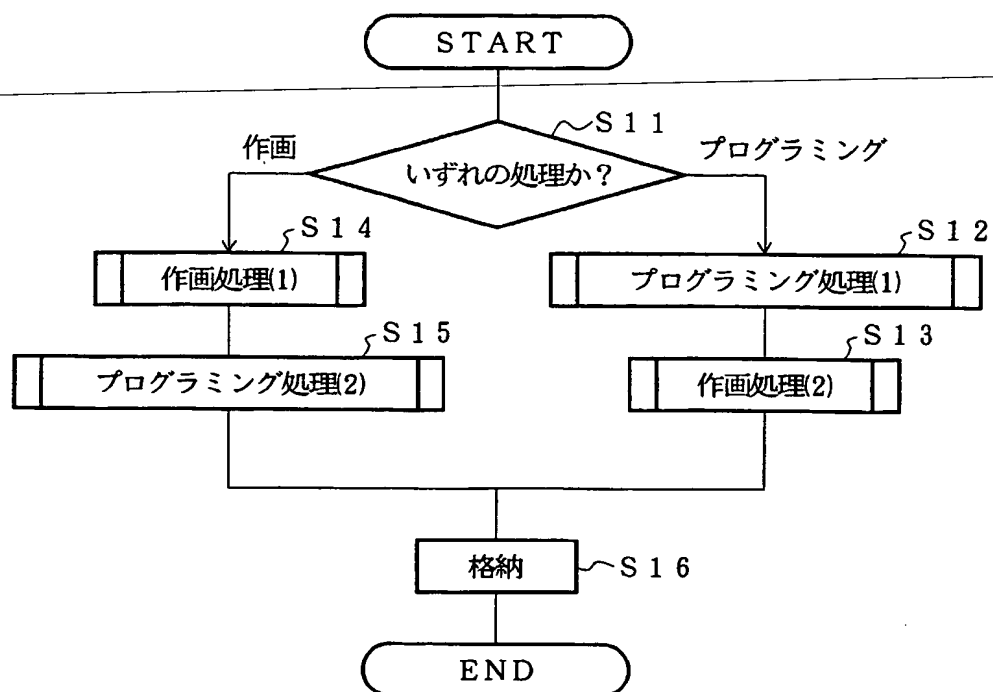 START
S11
作画
プログラミング
いずれの処理か?
S14
S12
作画処理(1)
プログラミング処理(1)
S15
S13
プログラミング処理(2)
作画処理(2)
格納
S16
END